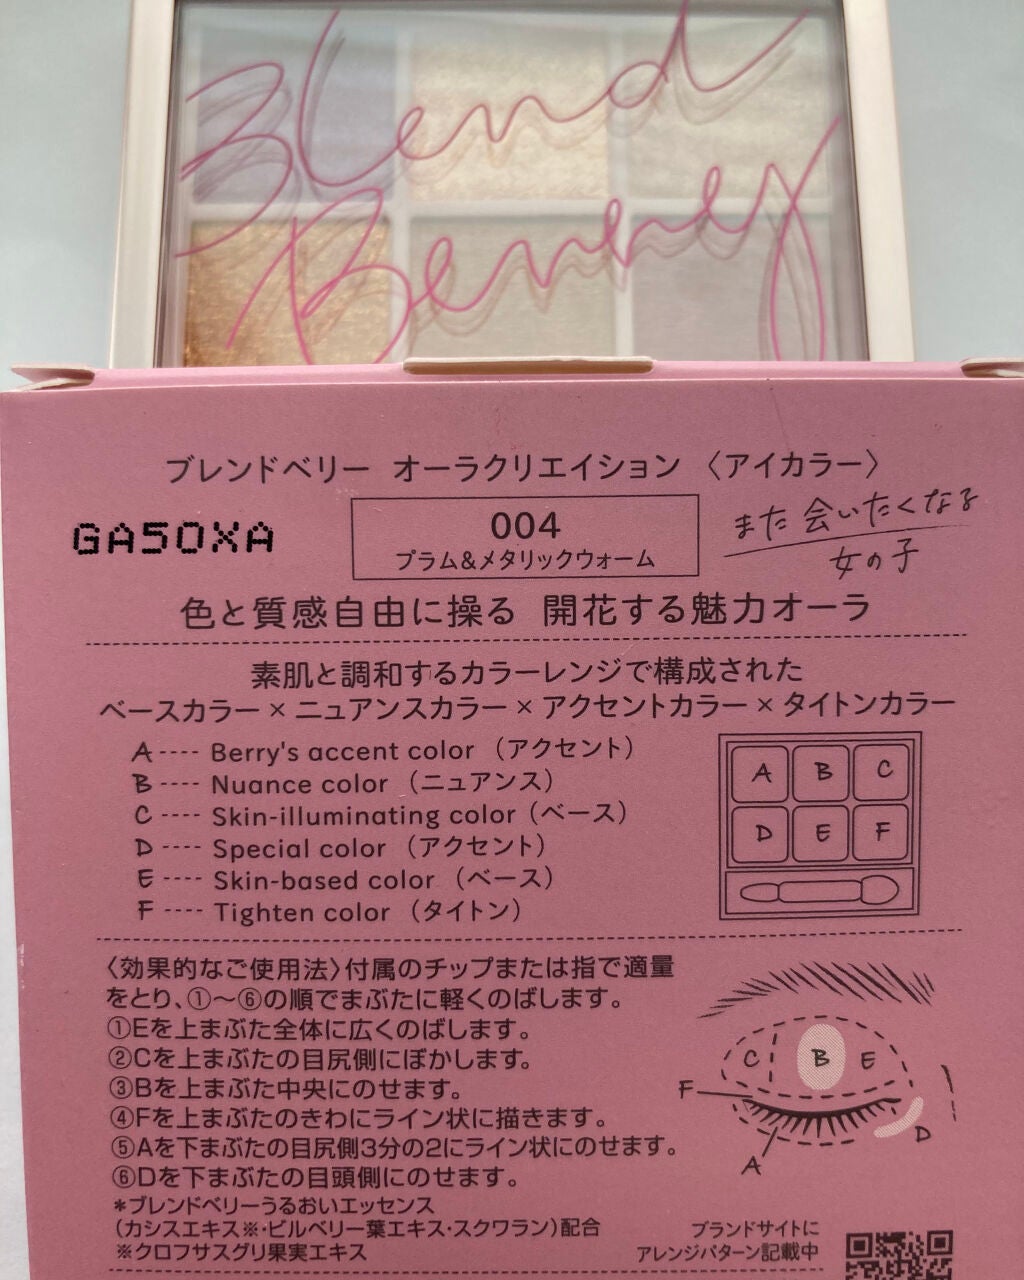 Blend
Berry
ブレンドベリー オーラクリエイション 〈アイカラー〉
GA50XA
004
プラム&メタリックウォーム
また会いたくなる
女の子
色と質感自由に操る 開花する魅力オーラ
素肌と調和するカラーレンジで構成された
ベースカラー×ニュアンスカラー×アクセントカラー×タイトンカラー
A ---- Berry's accent color (アクセント)
B ---- Nuance color (ニュアンス)
C ---- Skin-illuminating color (ベース)
D ---- Special color (アクセント)
E ---- Skin-based color (ベース)
F ---- Tighten color (タイトン)
A B C
D E F
〈効果的なご使用法〉付属のチップまたは指で適量
をとり、①〜⑥の順でまぶたに軽くのばします。
①Eを上まぶた全体に広くのばします。
②Cを上まぶたの目尻側にぼかします。
③Bを上まぶた中央にのせます。
④Fを上まぶたのきわにライン状に描きます。
⑤Aを下まぶたの目尻側3分の2にライン状にのせます。
⑥Dを下まぶたの目頭側にのせます。
C B E
F
D
A
*ブレンドベリーうるおいエッセンス
(カシスエキス※・ビルベリー葉エキス・スクワラン)配合
※クロフサスグリ果実エキス
ブランドサイトに
アレンジパターン記載中